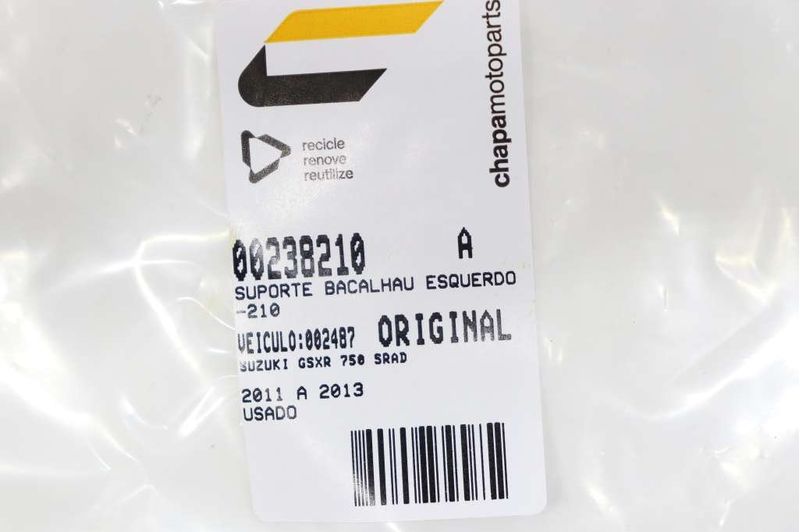 chapamotoparts
recicle
renove
reutilize
00238210 A
SUPORTE BACALHAU ESQUERDO
-210
VEICULO:002487 ORIGINAL
SUZUKI GSXR 750 SRAD
2011 A 2013
USADO